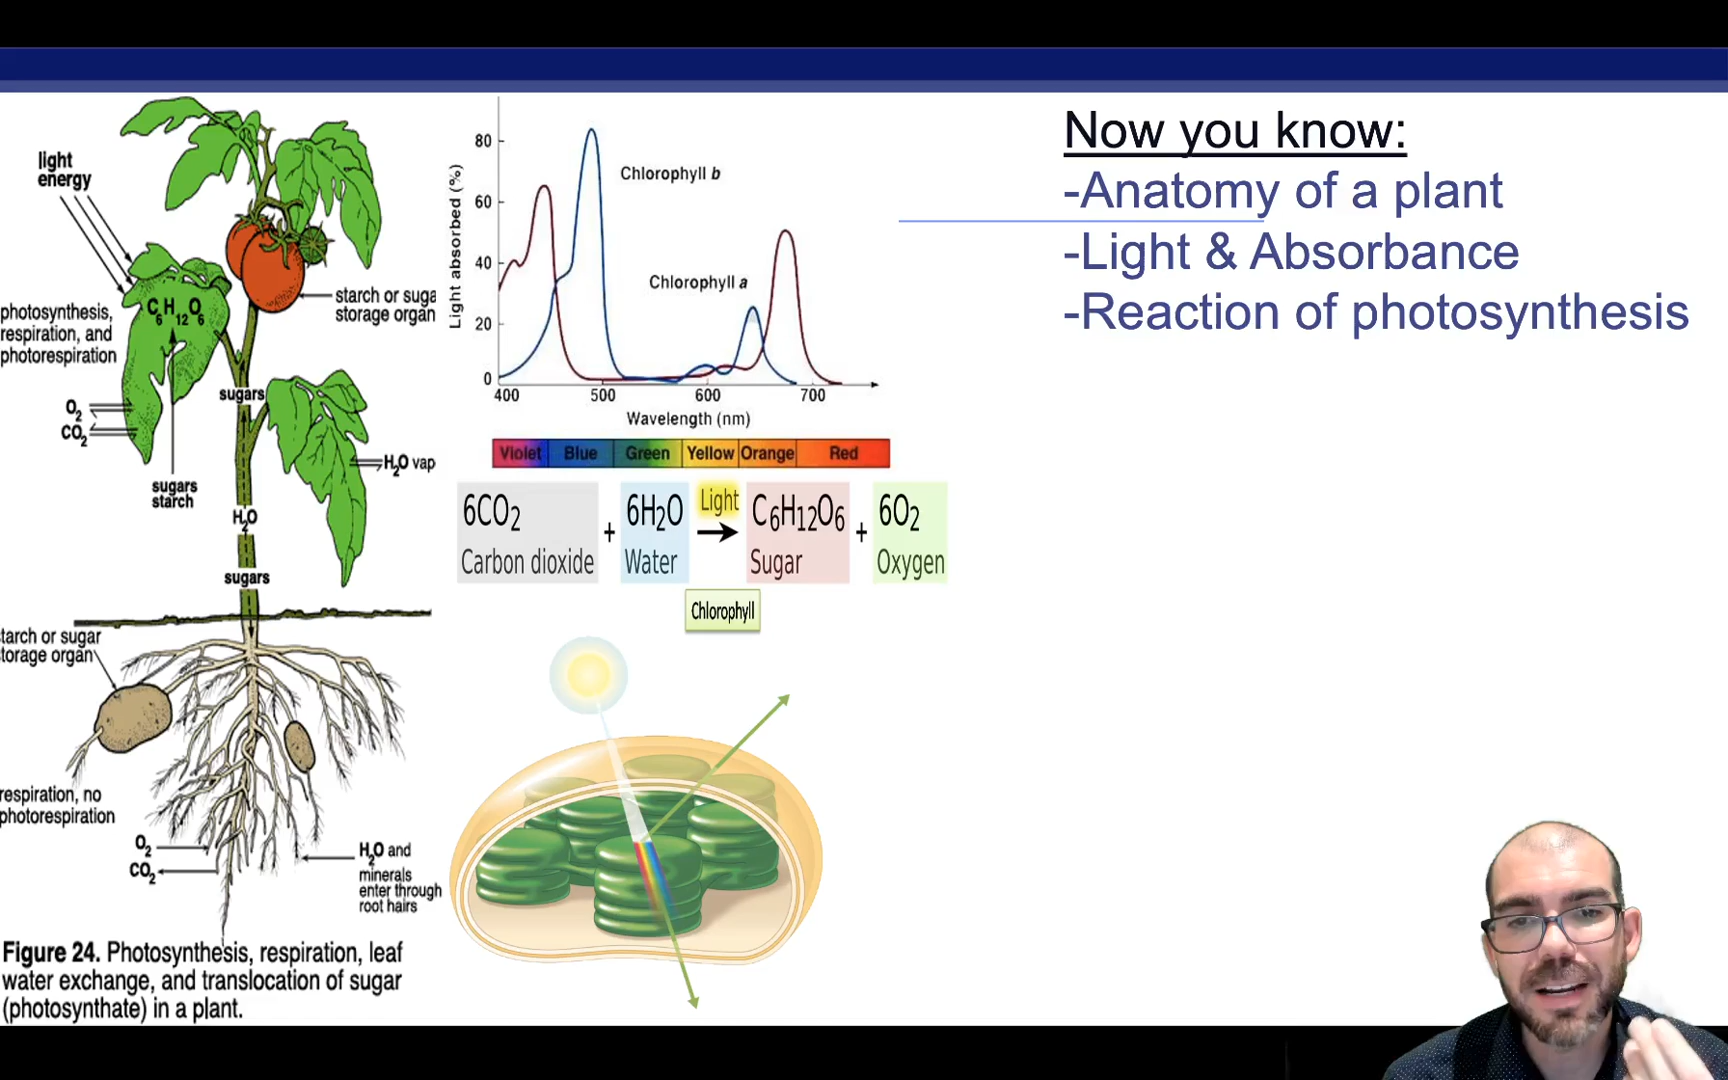 Now you know:
-Anatomy of a plant
-Light & Absorbance
-Reaction of photosynthesis
light
energy
C6H12O6
photosynthesis,
respiration, and
photorespiration
starch or suga
storage organ
O2
CO2
sugars
sugars
starch
H2O vap
H2O
sugars
starch or sugar
storage organ
respiration, no
photorespiration
O2
CO2
H2O and
minerals
enter through
root hairs
Figure 24. Photosynthesis, respiration, leaf
water exchange, and translocation of sugar
(photosynthate) in a plant.
Light absorbed (%)
80
60
40
20
0
Chlorophyll b
Chlorophyll a
400 500 600 700
Wavelength (nm)
Violet Blue Green Yellow Orange Red
6CO2 + 6H2O Light → C6H12O6 + 6O2
Carbon dioxide Water Sugar Oxygen
Chlorophyll